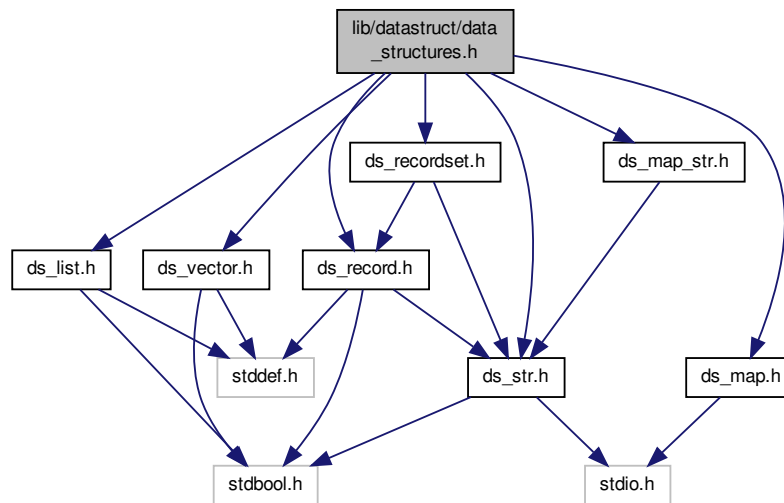 lib/datastruct/data
_structures.h
ds_recordset.h
ds_map_str.h
ds_list.h
ds_vector.h
ds_record.h
stddef.h
ds_str.h
ds_map.h
stdbool.h
stdio.h